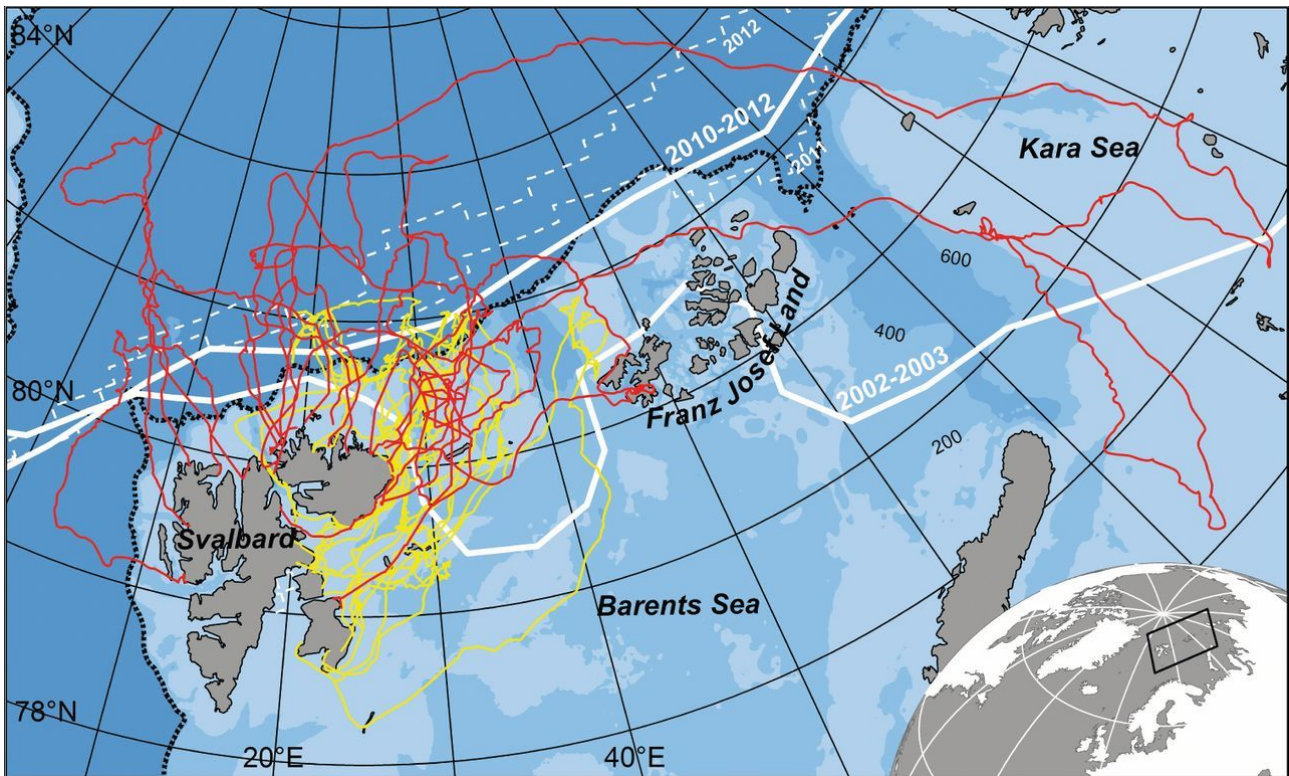 84°N
2012
2010-2012
2011
Kara Sea
600
400
Franz Josef Land
2002-2003
80°N
200
Svalbard
Barents Sea
78°N
20°E
40°E